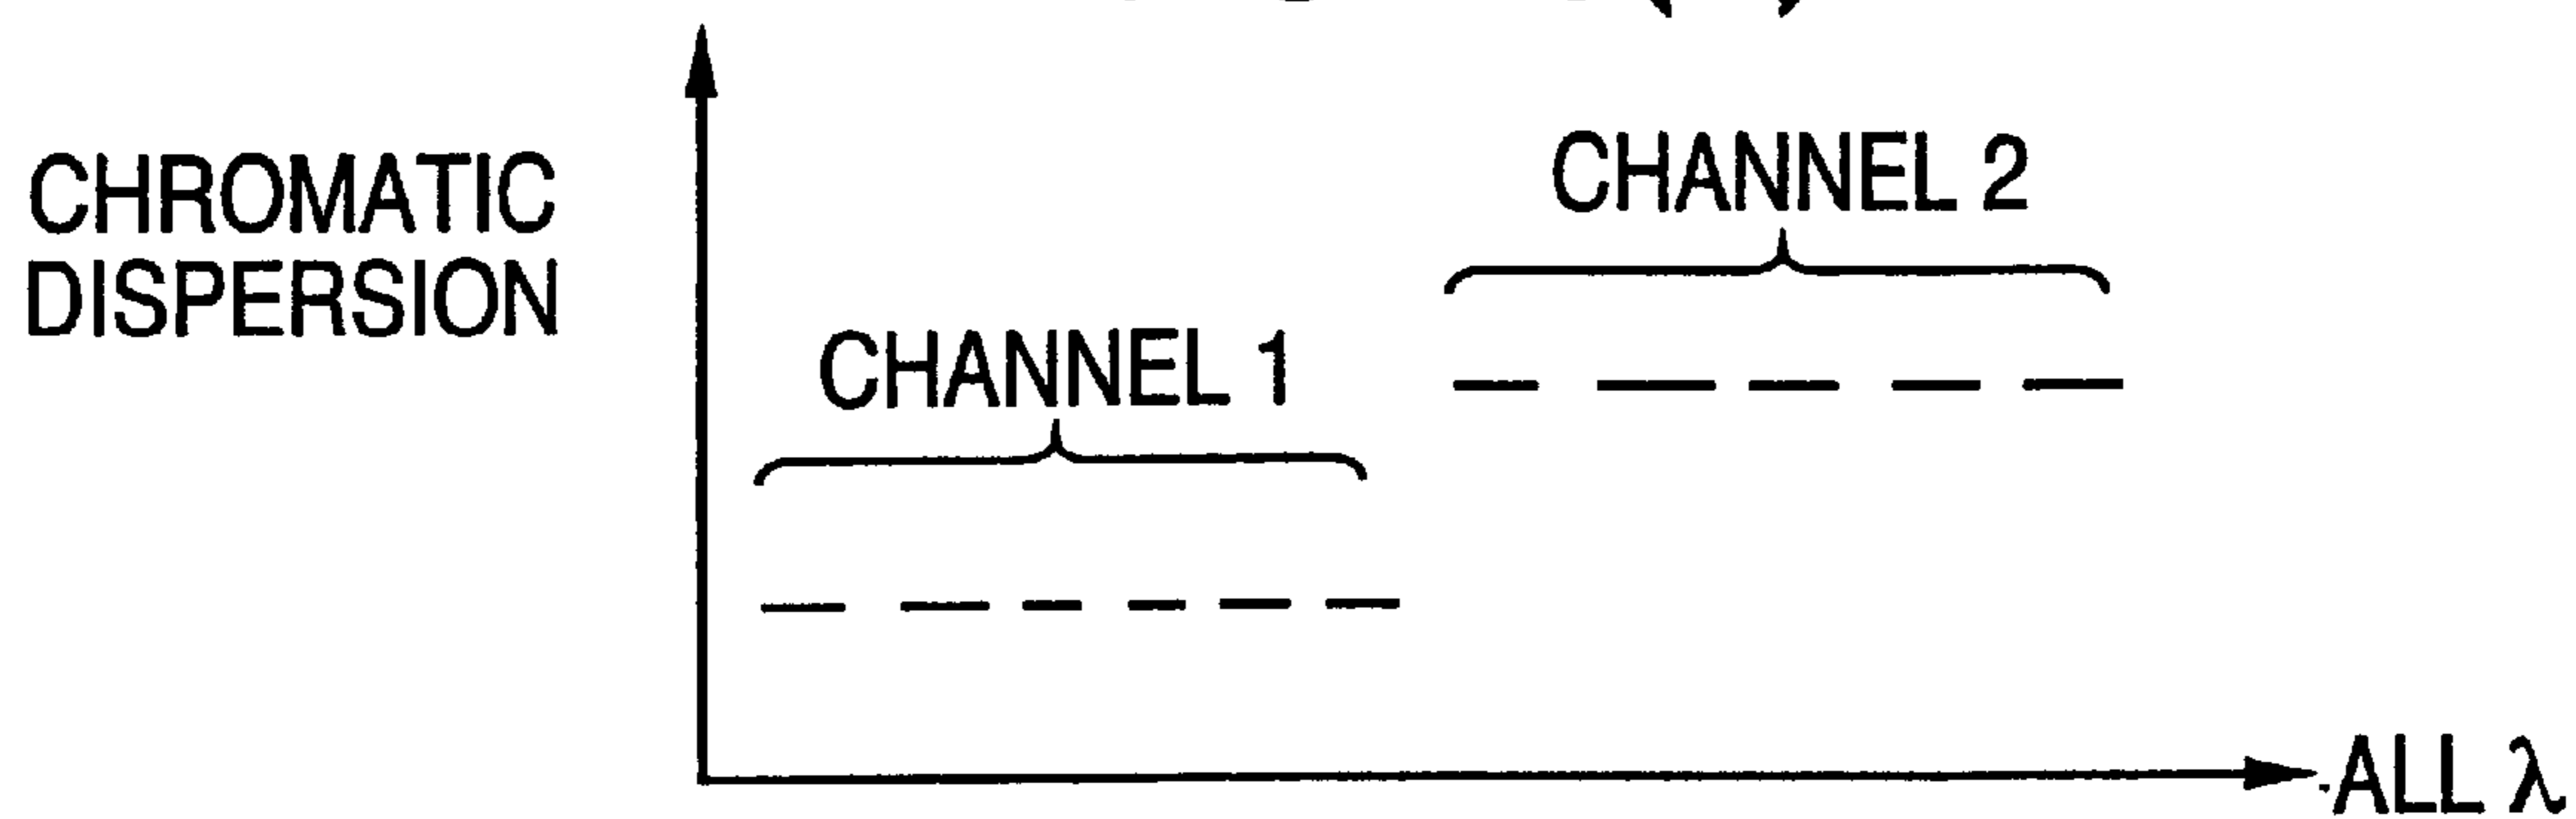 CHROMATIC
DISPERSION
CHANNEL 1
CHANNEL 2
ALL λ